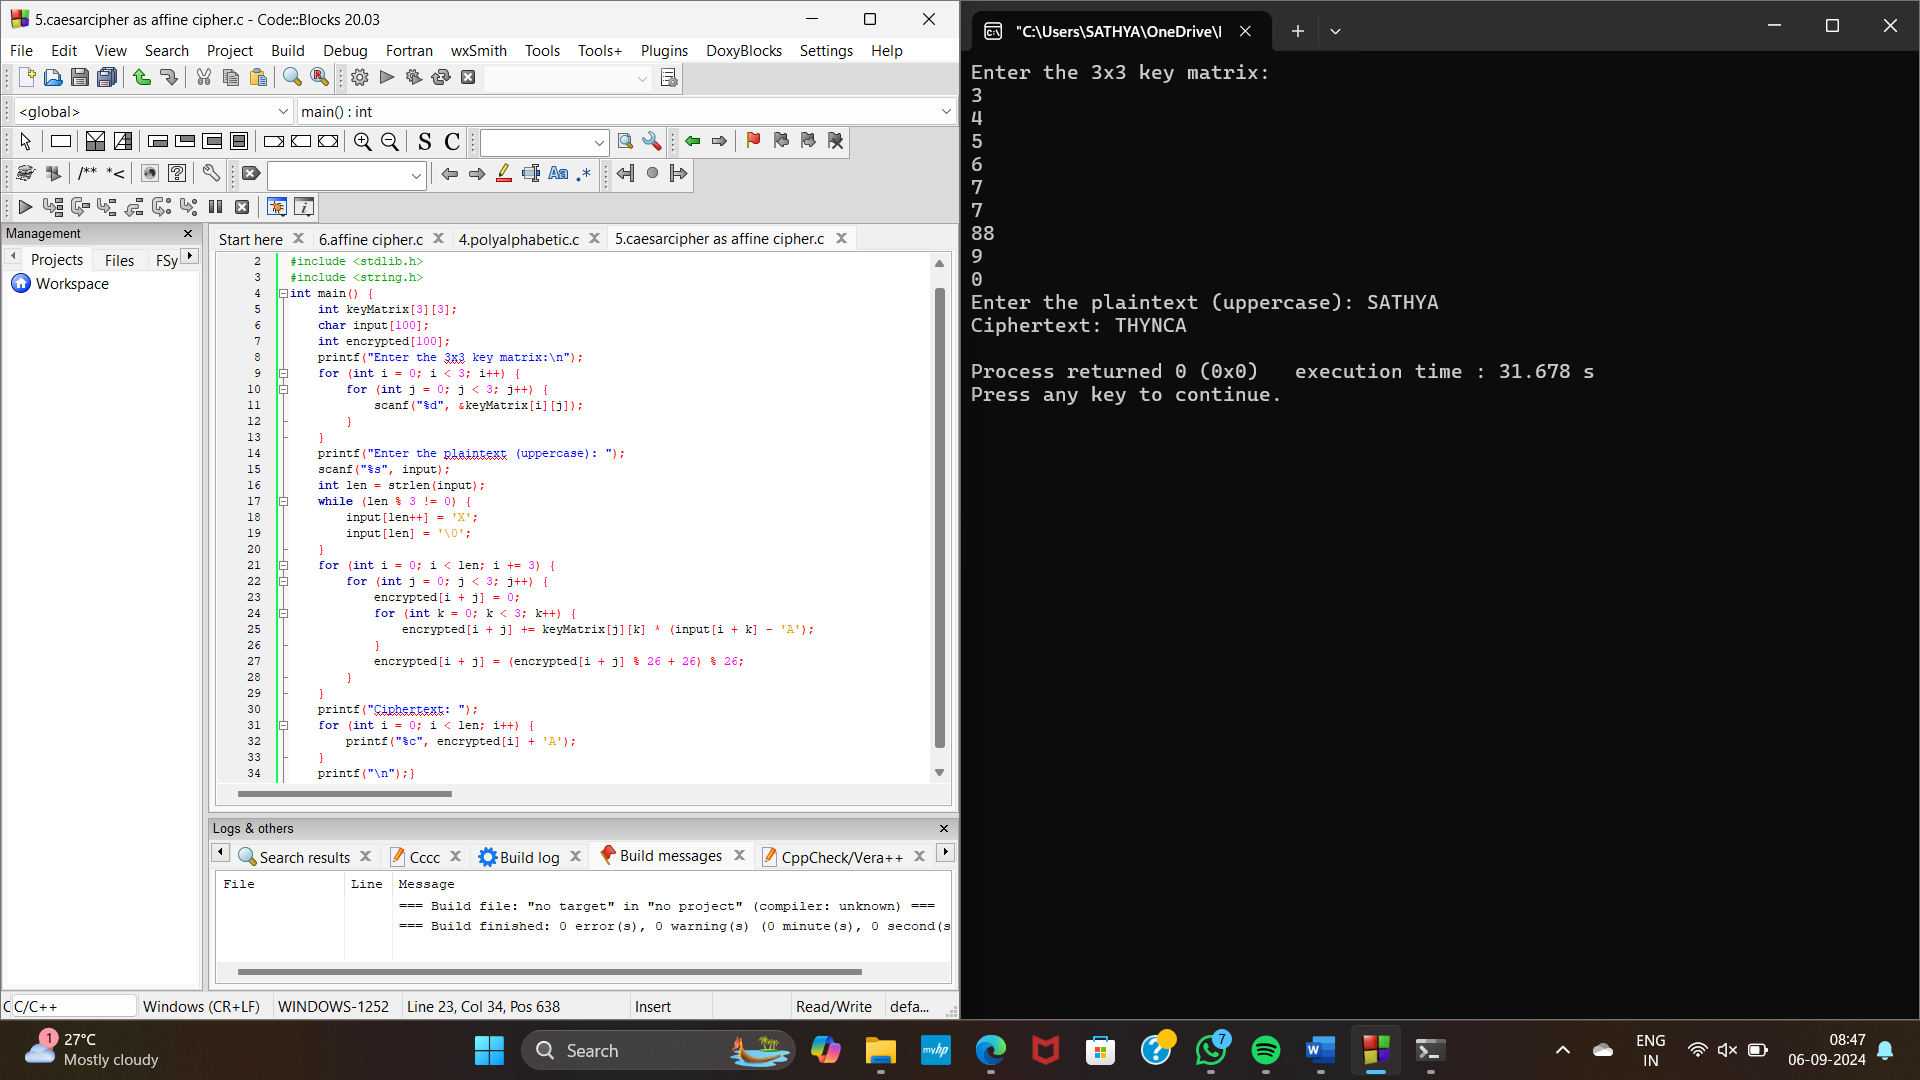 5.caesarcipher as affine cipher.c - Code::Blocks 20.03
File Edit View Search Project Build Debug Fortran wxSmith Tools Tools+ Plugins DoxyBlocks Settings Help
<global> main() : int
S C
/** *< ?
Aa .*
Management
Projects Files FSy
Workspace
Start here 6.affine cipher.c 4.polyalphabetic.c 5.caesarcipher as affine cipher.c
2 #include <stdlib.h>
3 #include <string.h>
4 int main() {
5 int keyMatrix[3][3];
6 char input[100];
7 int encrypted[100];
8 printf("Enter the 3x3 key matrix:\n");
9 for (int i = 0; i < 3; i++) {
10 for (int j = 0; j < 3; j++) {
11 scanf("%d", &keyMatrix[i][j]);
12 }
13 }
14 printf("Enter the plaintext (uppercase): ");
15 scanf("%s", input);
16 int len = strlen(input);
17 while (len % 3 != 0) {
18 input[len++] = 'X';
19 input[len] = '\0';
20 }
21 for (int i = 0; i < len; i += 3) {
22 for (int j = 0; j < 3; j++) {
23 encrypted[i + j] = 0;
24 for (int k = 0; k < 3; k++) {
25 encrypted[i + j] += keyMatrix[j][k] * (input[i + k] - 'A');
26 }
27 encrypted[i + j] = (encrypted[i + j] % 26 + 26) % 26;
28 }
29 }
30 printf("Ciphertext: ");
31 for (int i = 0; i < len; i++) {
32 printf("%c", encrypted[i] + 'A');
33 }
34 printf("\n");}
Logs & others
Search results Cccc Build log Build messages CppCheck/Vera++
File Line Message
=== Build file: "no target" in "no project" (compiler: unknown) ===
=== Build finished: 0 error(s), 0 warning(s) (0 minute(s), 0 second(s
C/C++ Windows (CR+LF) WINDOWS-1252 Line 23, Col 34, Pos 638 Insert Read/Write defa...
"C:\Users\SATHYA\OneDrive\
Enter the 3x3 key matrix:
3
4
5
6
7
7
88
9
0
Enter the plaintext (uppercase): SATHYA
Ciphertext: THYNCA
Process returned 0 (0x0) execution time : 31.678 s
Press any key to continue.
1
27°C
Mostly cloudy
Search
myhp
7
ENG
IN
08:47
06-09-2024